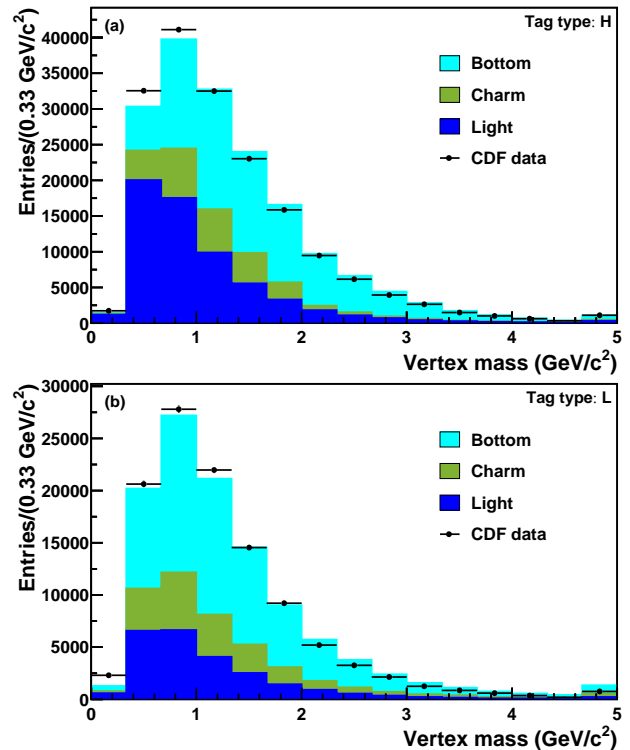 (a)
Tag type: H
Entries/(0.33 GeV/c²)
40000
35000
30000
25000
20000
15000
10000
5000
0
Bottom
Charm
Light
CDF data
0 1 2 3 4 5
Vertex mass (GeV/c²)
(b)
Tag type: L
Entries/(0.33 GeV/c²)
30000
25000
20000
15000
10000
5000
0
Bottom
Charm
Light
CDF data
0 1 2 3 4 5
Vertex mass (GeV/c²)